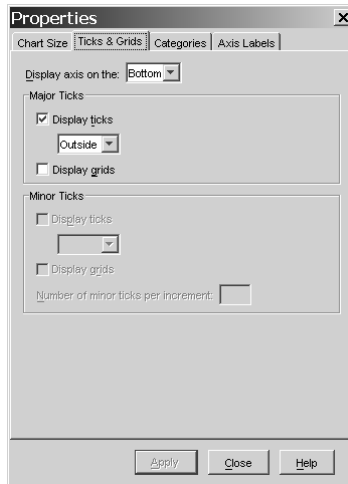 Properties
Chart Size Ticks & Grids Categories Axis Labels
Display axis on the: Bottom
Major Ticks
Display ticks
Outside
Display grids
Minor Ticks
Display ticks
Display grids
Number of minor ticks per increment:
Apply Close Help